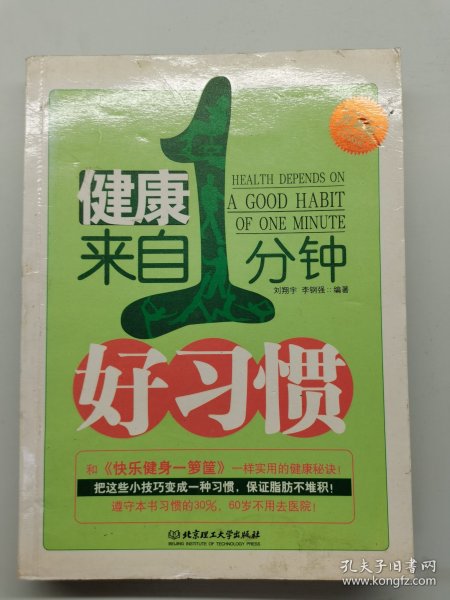 健康
来自1分钟
HEALTH DEPENDS ON
A GOOD HABIT
OF ONE MINUTE
刘翔宇 李钢强::编著
好习惯
和《快乐健身一箩筐》一样实用的健康秘诀!
把这些小技巧变成一种习惯,保证脂肪不堆积!
遵守本书习惯的30%,60岁不用去医院!
北京理工大学出版社
BEIJING INSTITUTE OF TECHNOLOGY PRESS
孔夫子旧书网
www.kongfz.com